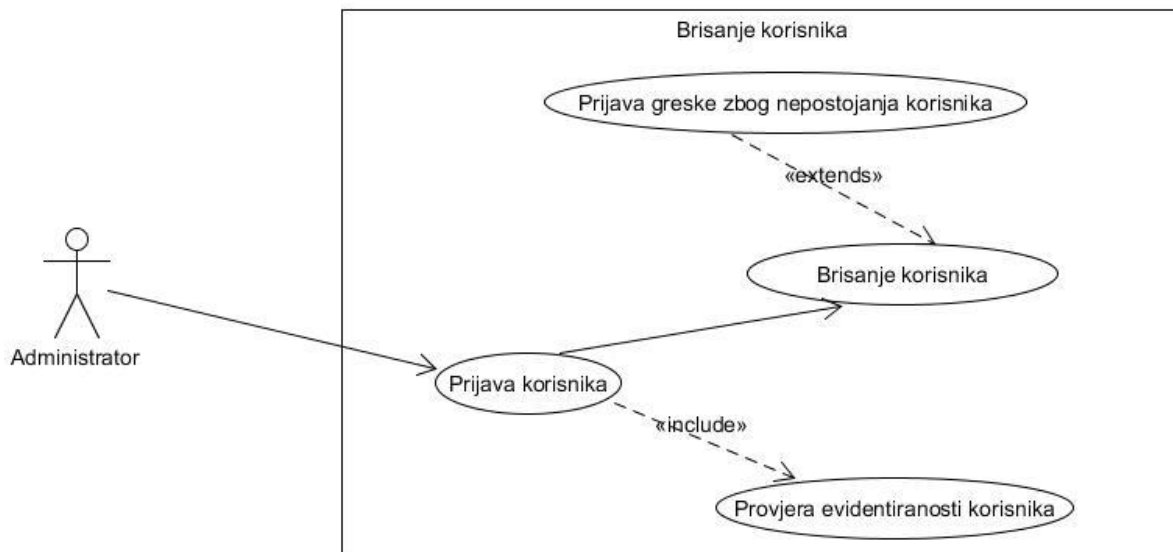 Brisanje korisnika
Prijava greske zbog nepostojanja korisnika
«extends»
Brisanje korisnika
Administrator
Prijava korisnika
«include»
Provjera evidentiranosti korisnika